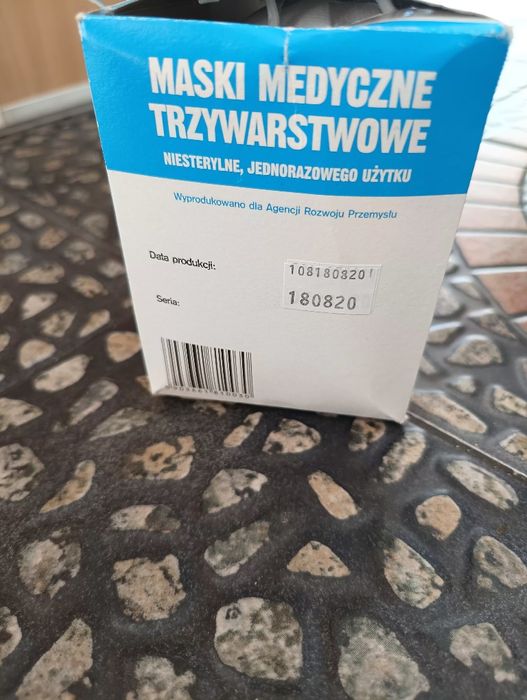 MASKI MEDYCZNE
TRZYWARSTWOWE
NIESTERYLNE, JEDNORAZOWEGO UŻYTKU
Wyprodukowano dla Agencji Rozwoju Przemysłu
Data produkcji:
108180820
Seria:
180820